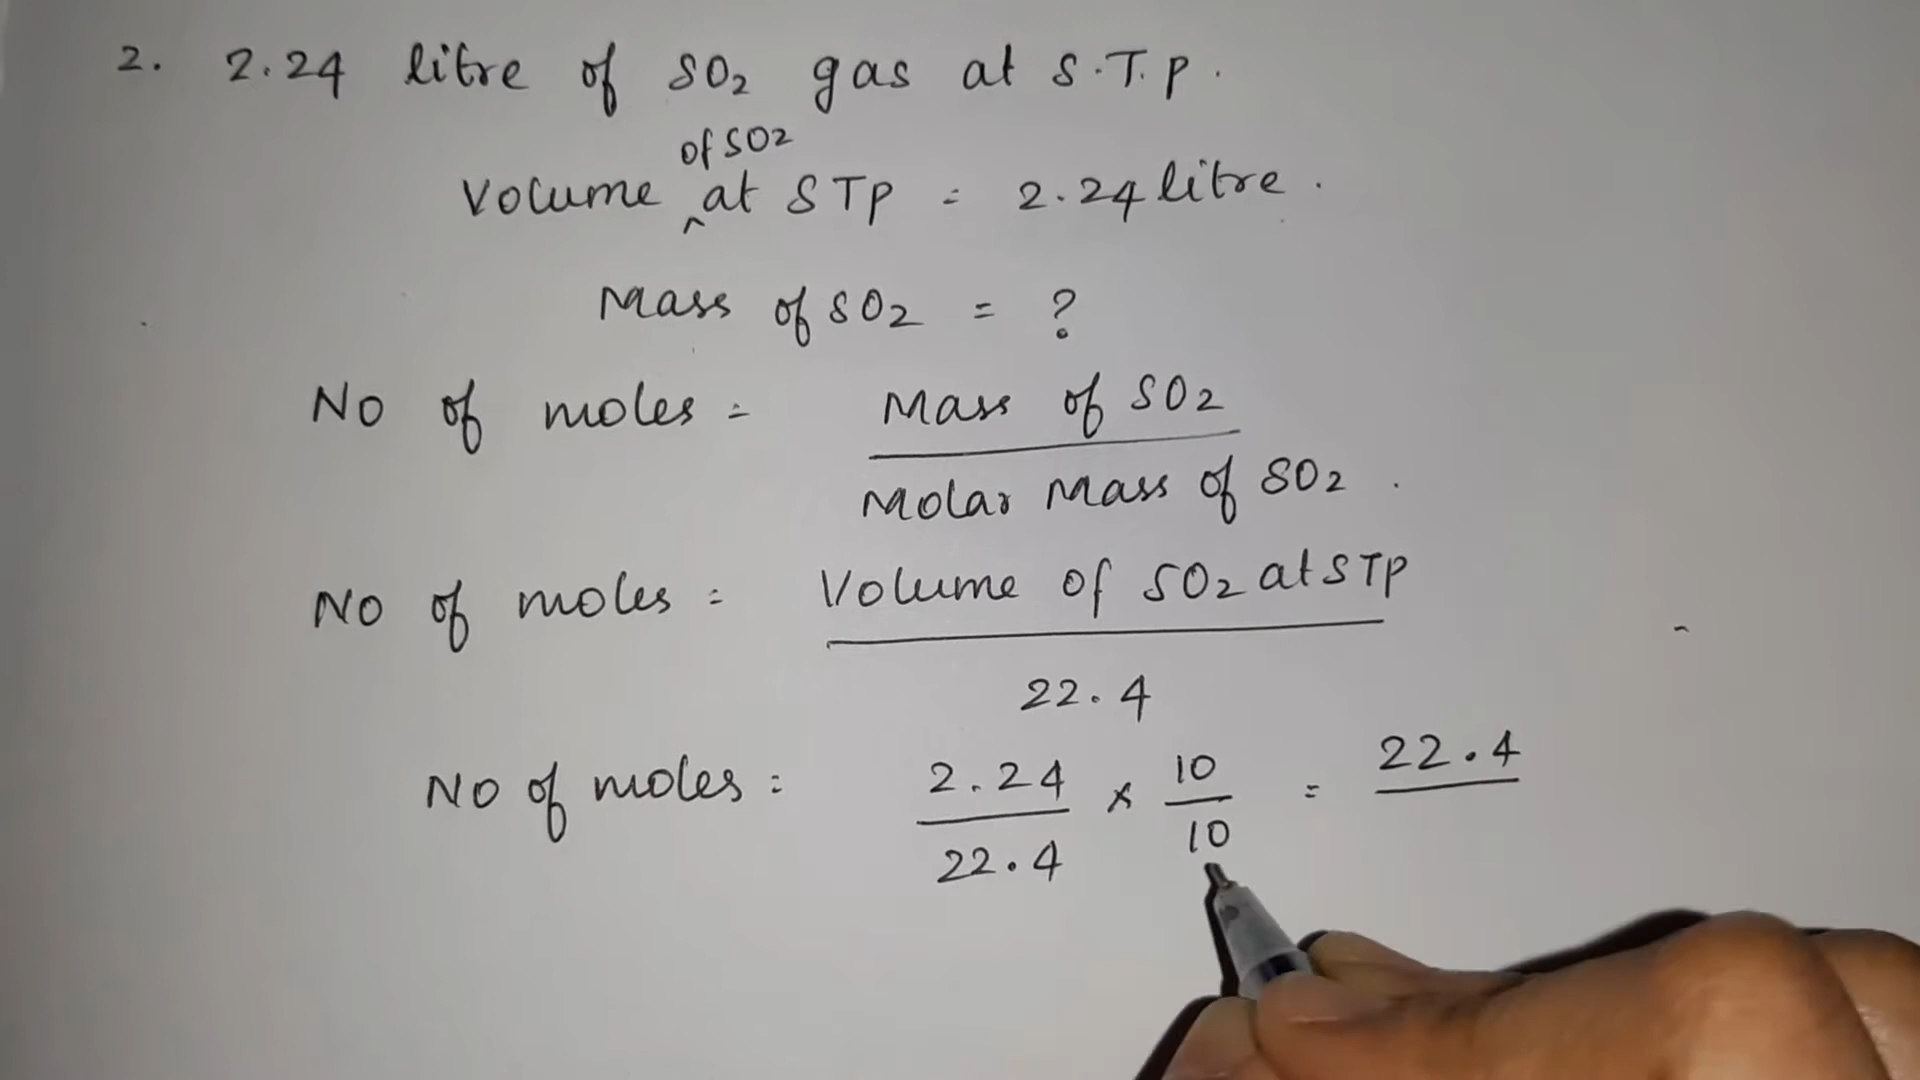 2. 2.24 litre of SO2 gas at S.T.P.
of SO2
Volume ^ at STP = 2.24 litre.
Mass of SO2 = ?
No of moles = Mass of SO2
Molar Mass of SO2.
No of moles = Volume of SO2 at STP
22.4
No of moles = 2.24 × 10 = 22.4
22.4 10